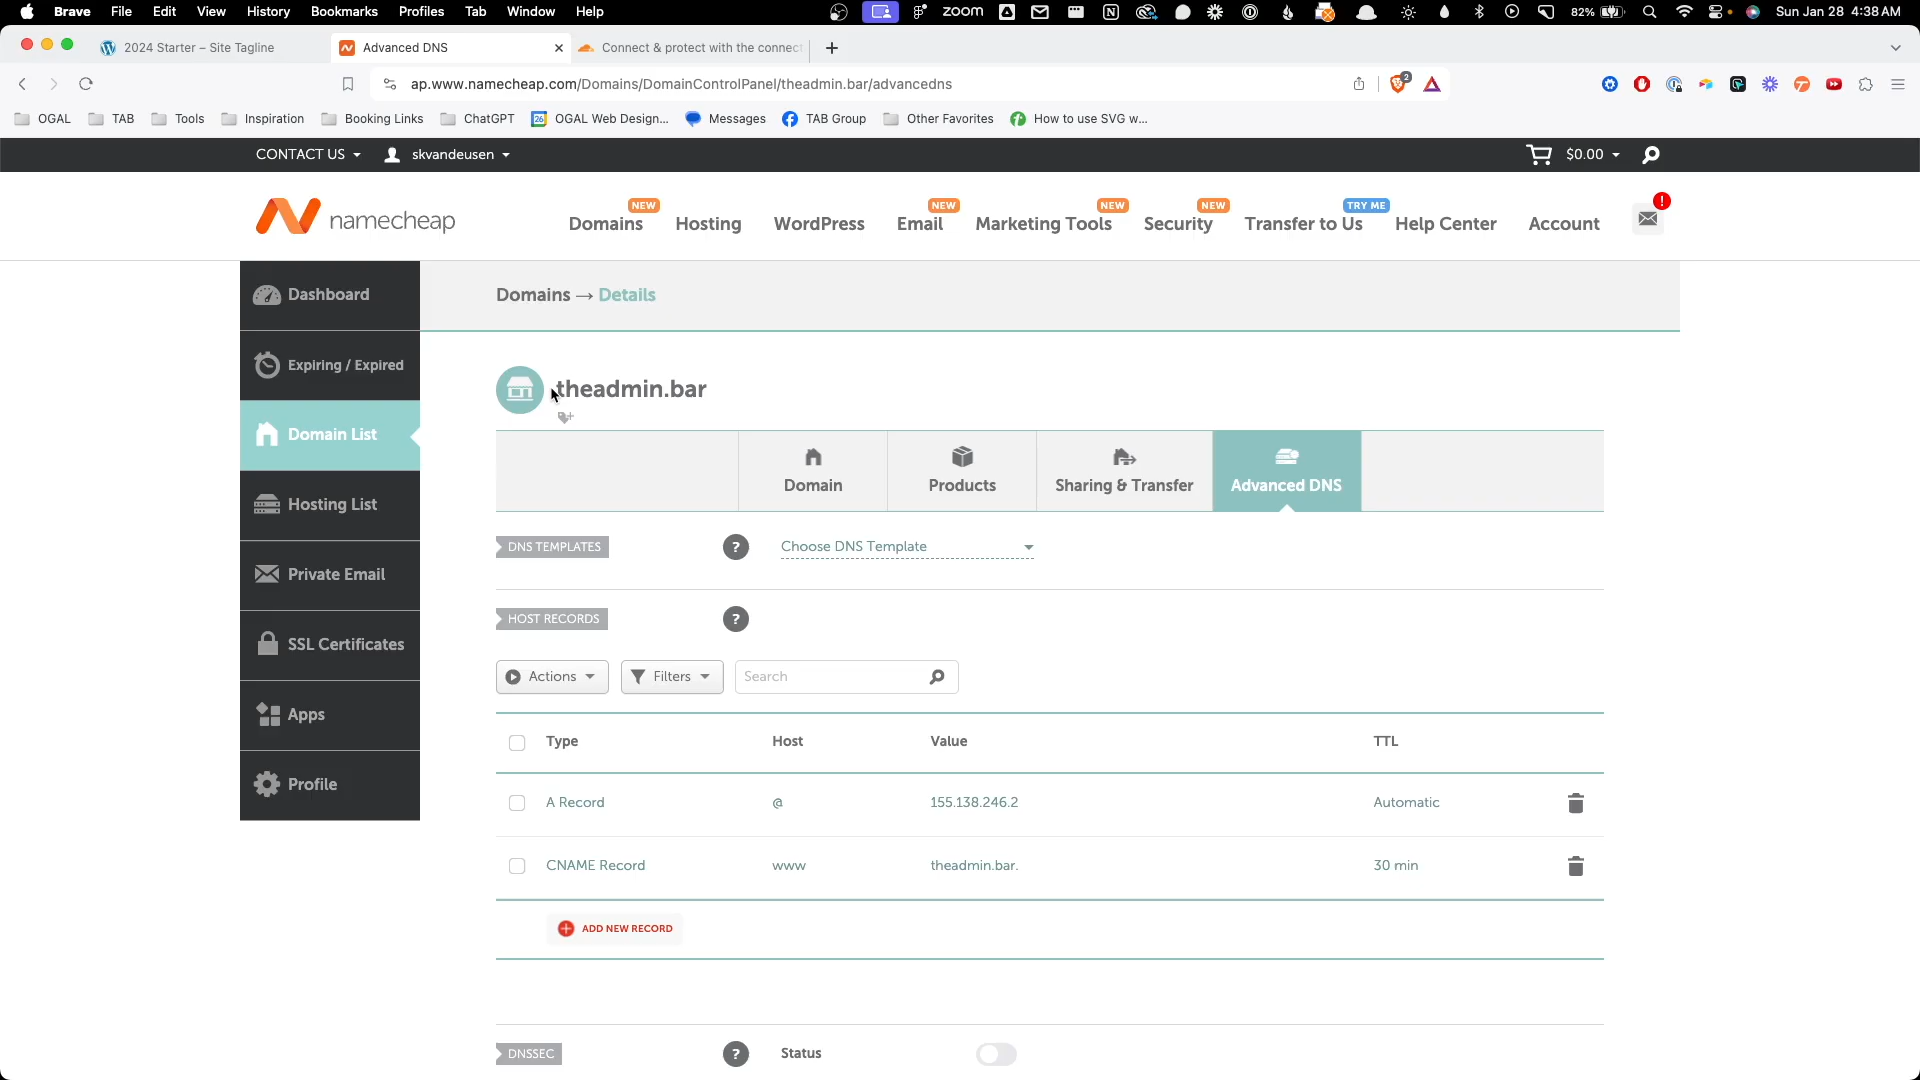 Brave File Edit View History Bookmarks Profiles Tab Window Help zoom 82% Sun Jan 28 4:38 AM
2024 Starter – Site Tagline Advanced DNS Connect & protect with the connect
ap.www.namecheap.com/Domains/DomainControlPanel/theadmin.bar/advancedns 2
OGAL TAB Tools Inspiration Booking Links ChatGPT 26 OGAL Web Design... Messages TAB Group Other Favorites How to use SVG w...
CONTACT US skvandeusen $0.00
NEW NEW NEW NEW TRY ME !
namecheap Domains Hosting WordPress Email Marketing Tools Security Transfer to Us Help Center Account
Dashboard
Domains → Details
Expiring / Expired
theadmin.bar
Domain List
Domain Products Sharing & Transfer Advanced DNS
Hosting List
DNS TEMPLATES ? Choose DNS Template
Private Email
HOST RECORDS ?
SSL Certificates
Actions Filters Search
Apps
Type Host Value TTL
Profile
A Record @ 155.138.246.2 Automatic
CNAME Record www theadmin.bar. 30 min
ADD NEW RECORD
DNSSEC ? Status